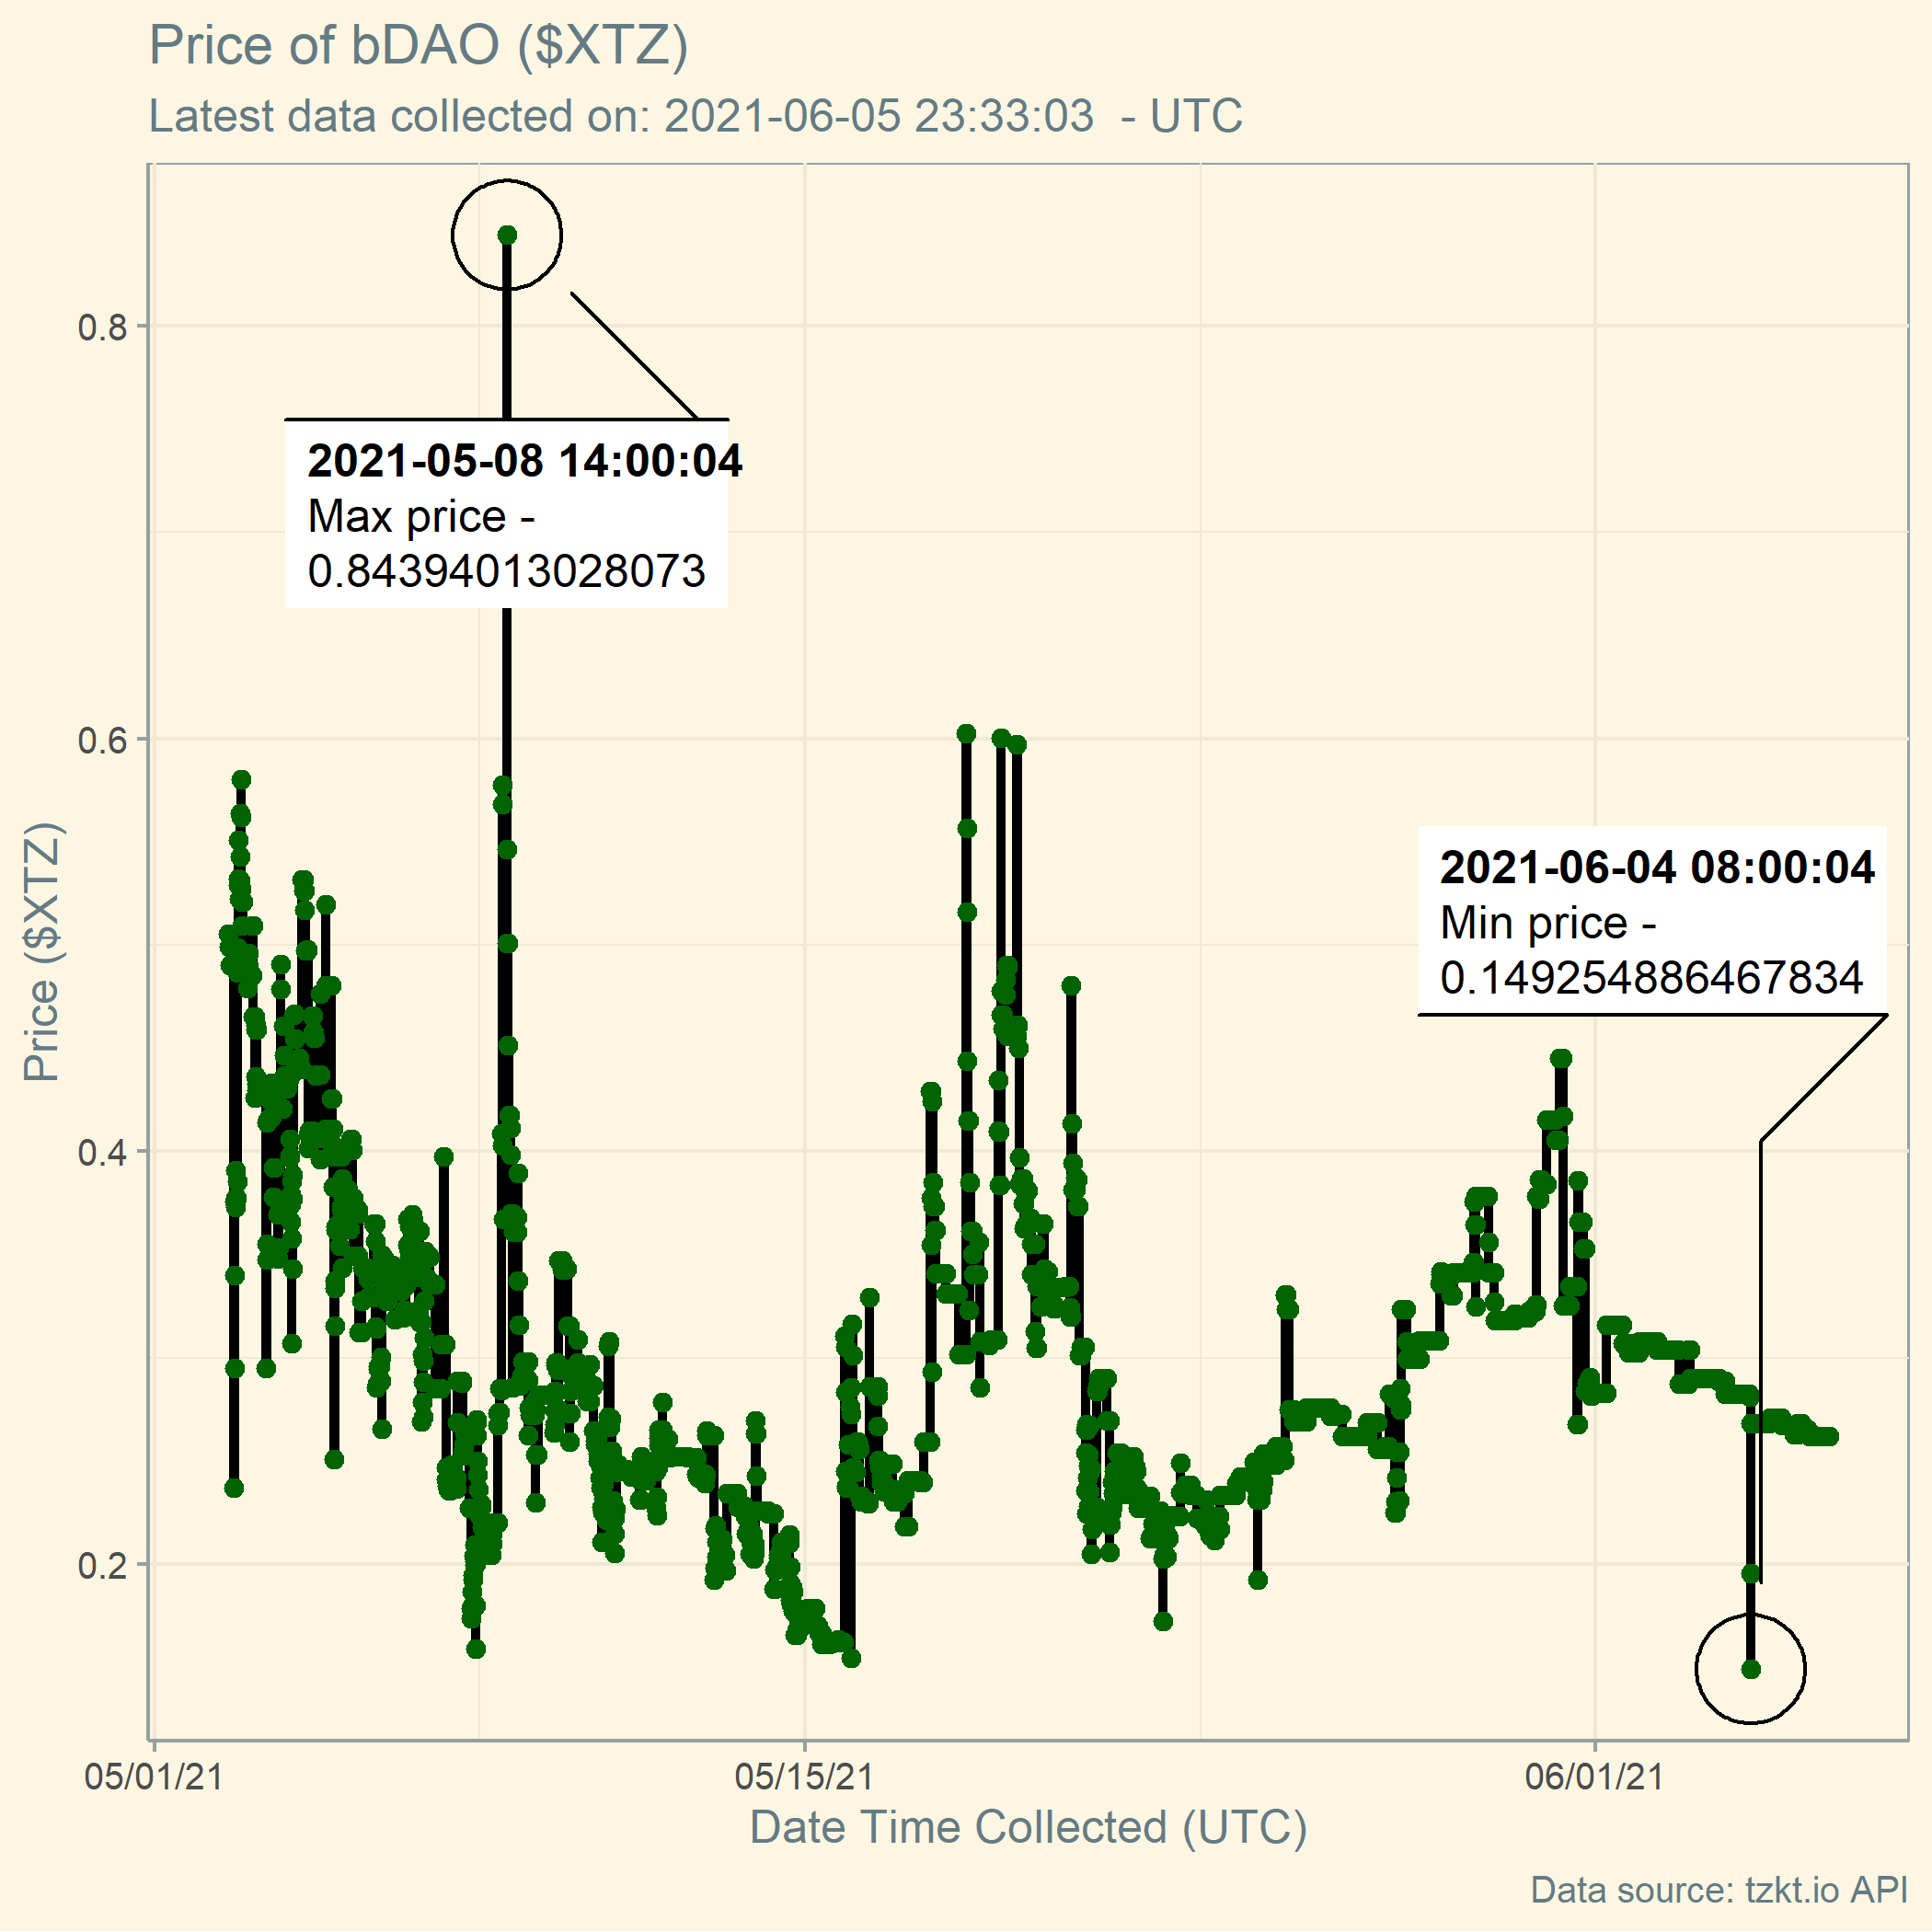 Price of bDAO ($XTZ)
Latest data collected on: 2021-06-05 23:33:03  - UTC
0.8
0.6
0.4
0.2
Price ($XTZ)
2021-05-08 14:00:04
Max price -
0.84394013028073
2021-06-04 08:00:04
Min price -
0.149254886467834
05/01/21
05/15/21
06/01/21
Date Time Collected (UTC)
Data source: tzkt.io API